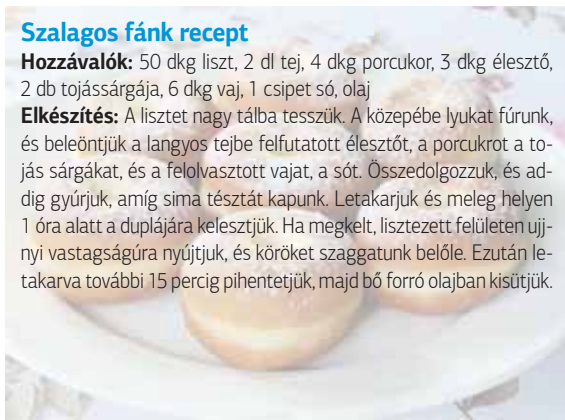 Szalagos fánk recept
Hozzávalók: 50 dkg liszt, 2 dl tej, 4 dkg porcukor, 3 dkg élesztő,
2 db tojássárgája, 6 dkg vaj, 1 csipet só, olaj
Elkészítés: A lisztet nagy tálba tesszük. A közepébe lyukat fúrunk,
és beleöntjük a langyos tejbe felfutatott élesztőt, a porcukrot a to-
jás sárgákat, és a felolvasztott vajat, a sót. Összedolgozzuk, és ad-
dig gyúrjuk, amíg sima tésztát kapunk. Letakarjuk és meleg helyen
1 óra alatt a duplájára kelesztjük. Ha megkelt, lisztezett felületen ujj-
nyi vastagságúra nyújtjuk, és köröket szaggatunk belőle. Ezután le-
takarva további 15 percig pihentetjük, majd bő forró olajban kisütjük.